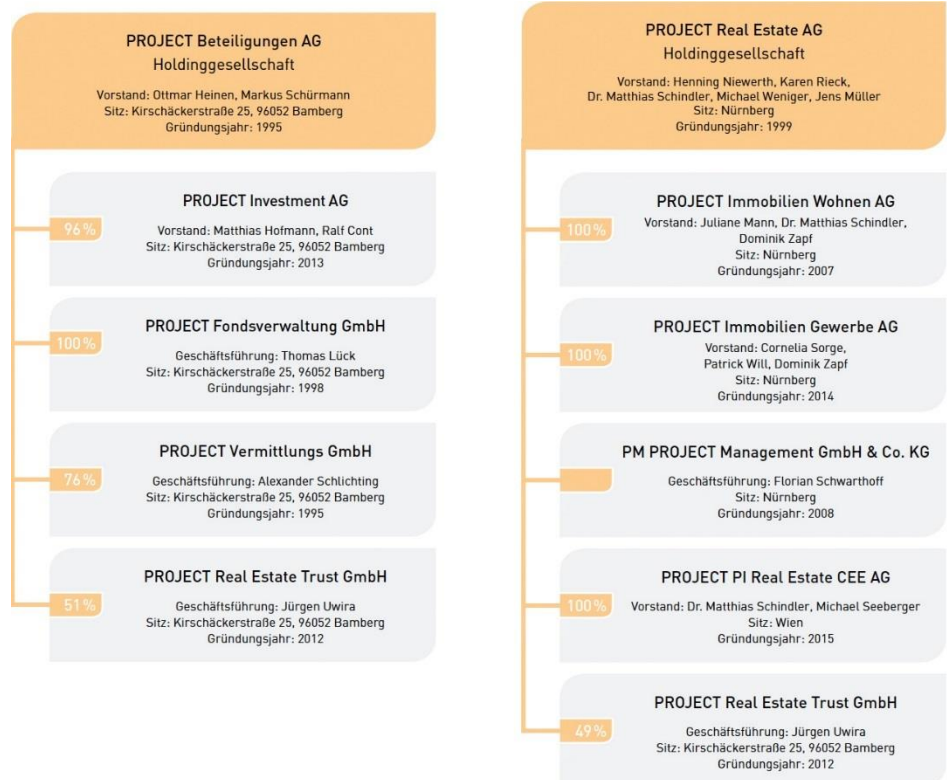 PROJECT Beteiligungen AG
Holdinggesellschaft
Vorstand: Ottmar Heinen, Markus Schürmann
Sitz: Kirschäckerstraße 25, 96052 Bamberg
Gründungsjahr: 1995
96%
PROJECT Investment AG
Vorstand: Matthias Hofmann, Ralf Cont
Sitz: Kirschäckerstraße 25, 96052 Bamberg
Gründungsjahr: 2013
100%
PROJECT Fondsverwaltung GmbH
Geschäftsführung: Thomas Lück
Sitz: Kirschäckerstraße 25, 96052 Bamberg
Gründungsjahr: 1998
76%
PROJECT Vermittlungs GmbH
Geschäftsführung: Alexander Schlichting
Sitz: Kirschäckerstraße 25, 96052 Bamberg
Gründungsjahr: 1995
51%
PROJECT Real Estate Trust GmbH
Geschäftsführung: Jürgen Uwira
Sitz: Kirschäckerstraße 25, 96052 Bamberg
Gründungsjahr: 2012
PROJECT Real Estate AG
Holdinggesellschaft
Vorstand: Henning Niewerth, Karen Rieck,
Dr. Matthias Schindler, Michael Weniger, Jens Müller
Sitz: Nürnberg
Gründungsjahr: 1999
100%
PROJECT Immobilien Wohnen AG
Vorstand: Juliane Mann, Dr. Matthias Schindler,
Dominik Zapf
Sitz: Nürnberg
Gründungsjahr: 2007
100%
PROJECT Immobilien Gewerbe AG
Vorstand: Cornelia Sorge,
Patrick Will, Dominik Zapf
Sitz: Nürnberg
Gründungsjahr: 2014
PM PROJECT Management GmbH & Co. KG
Geschäftsführung: Florian Schwarthoff
Sitz: Nürnberg
Gründungsjahr: 2008
100%
PROJECT PI Real Estate CEE AG
Vorstand: Dr. Matthias Schindler, Michael Seeberger
Sitz: Wien
Gründungsjahr: 2015
49%
PROJECT Real Estate Trust GmbH
Geschäftsführung: Jürgen Uwira
Sitz: Kirschäckerstraße 25, 96052 Bamberg
Gründungsjahr: 2012